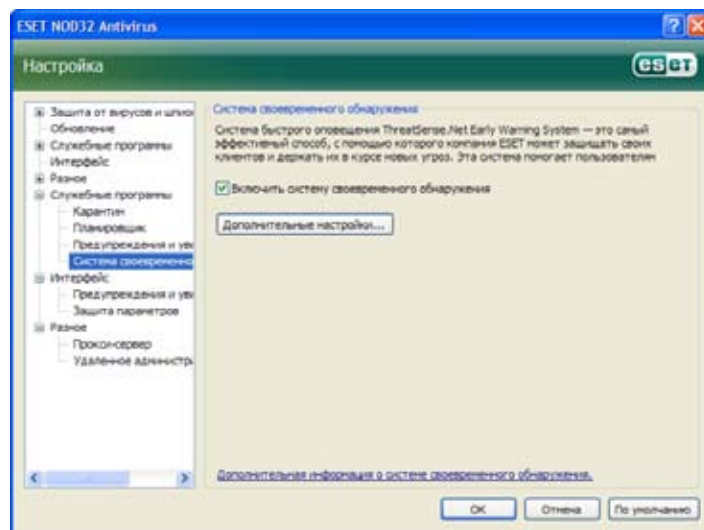 ESET NOD32 Antivirus
Настройка
eseT
Защита от вирусов и шпио
Обновление
Служебные программы
Интерфейс
Разное
Служебные программы
Карантин
Планировщик
Предупреждения и уве
Система своевременно
Интерфейс
Предупреждения и уве
Защита параметров
Разное
Прокси-сервер
Удаленное администра
Система своевременного обнаружения
Система быстрого оповещения ThreatSense.Net Early Warning System — это самый
эффективный способ, с помощью которого компания ESET может защищать своих
клиентов и держать их в курсе новых угроз. Эта система помогает пользователям
Включить систему своевременного обнаружения
Дополнительные настройки...
Дополнительная информация о системе своевременного обнаружения.
OK
Отмена
По умолчанию